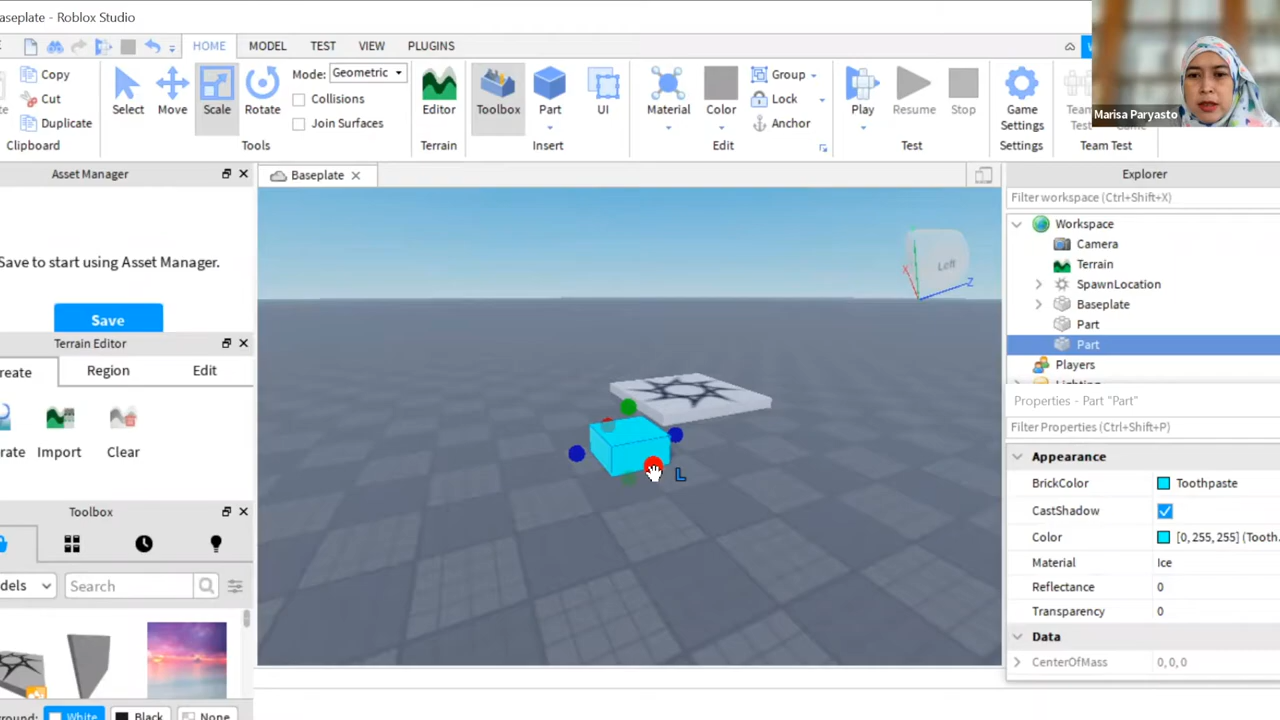 aseplate - Roblox Studio
HOME MODEL TEST VIEW PLUGINS
Copy
Cut
Duplicate
Clipboard
Select Move Scale Rotate
Mode: Geometric
Collisions
Join Surfaces
Tools
Editor
Terrain
Toolbox Part UI
Insert
Material Color
Group
Lock
Anchor
Edit
Play Resume Stop
Test
Game
Settings
Settings
Team
Test
Team Test
Marisa Paryasto
Asset Manager
Save to start using Asset Manager.
Save
Terrain Editor
reate Region Edit
rate Import Clear
Toolbox
dels Search
round: White Black None
Baseplate
Left
X
Z
L
Explorer
Filter workspace (Ctrl+Shift+X)
Workspace
Camera
Terrain
SpawnLocation
Baseplate
Part
Part
Players
Lighting
Properties - Part "Part"
Filter Properties (Ctrl+Shift+P)
Appearance
BrickColor Toothpaste
CastShadow
Color [0, 255, 255] (Tooth...
Material Ice
Reflectance 0
Transparency 0
Data
CenterOfMass 0, 0, 0